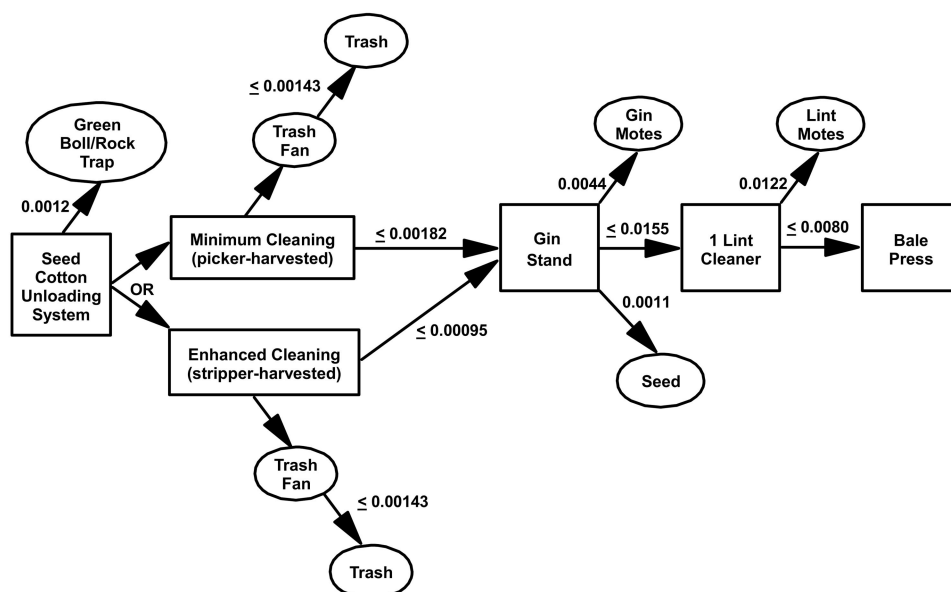 Trash
≤ 0.00143
Green
Boll/Rock
Trap
Trash
Fan
Gin
Motes
Lint
Motes
0.0012
0.0044
0.0122
Seed
Cotton
Unloading
System
Minimum Cleaning
(picker-harvested)
≤ 0.00182
Gin
Stand
≤ 0.0155
1 Lint
Cleaner
≤ 0.0080
Bale
Press
OR
0.0011
≤ 0.00095
Enhanced Cleaning
(stripper-harvested)
Seed
Trash
Fan
≤ 0.00143
Trash